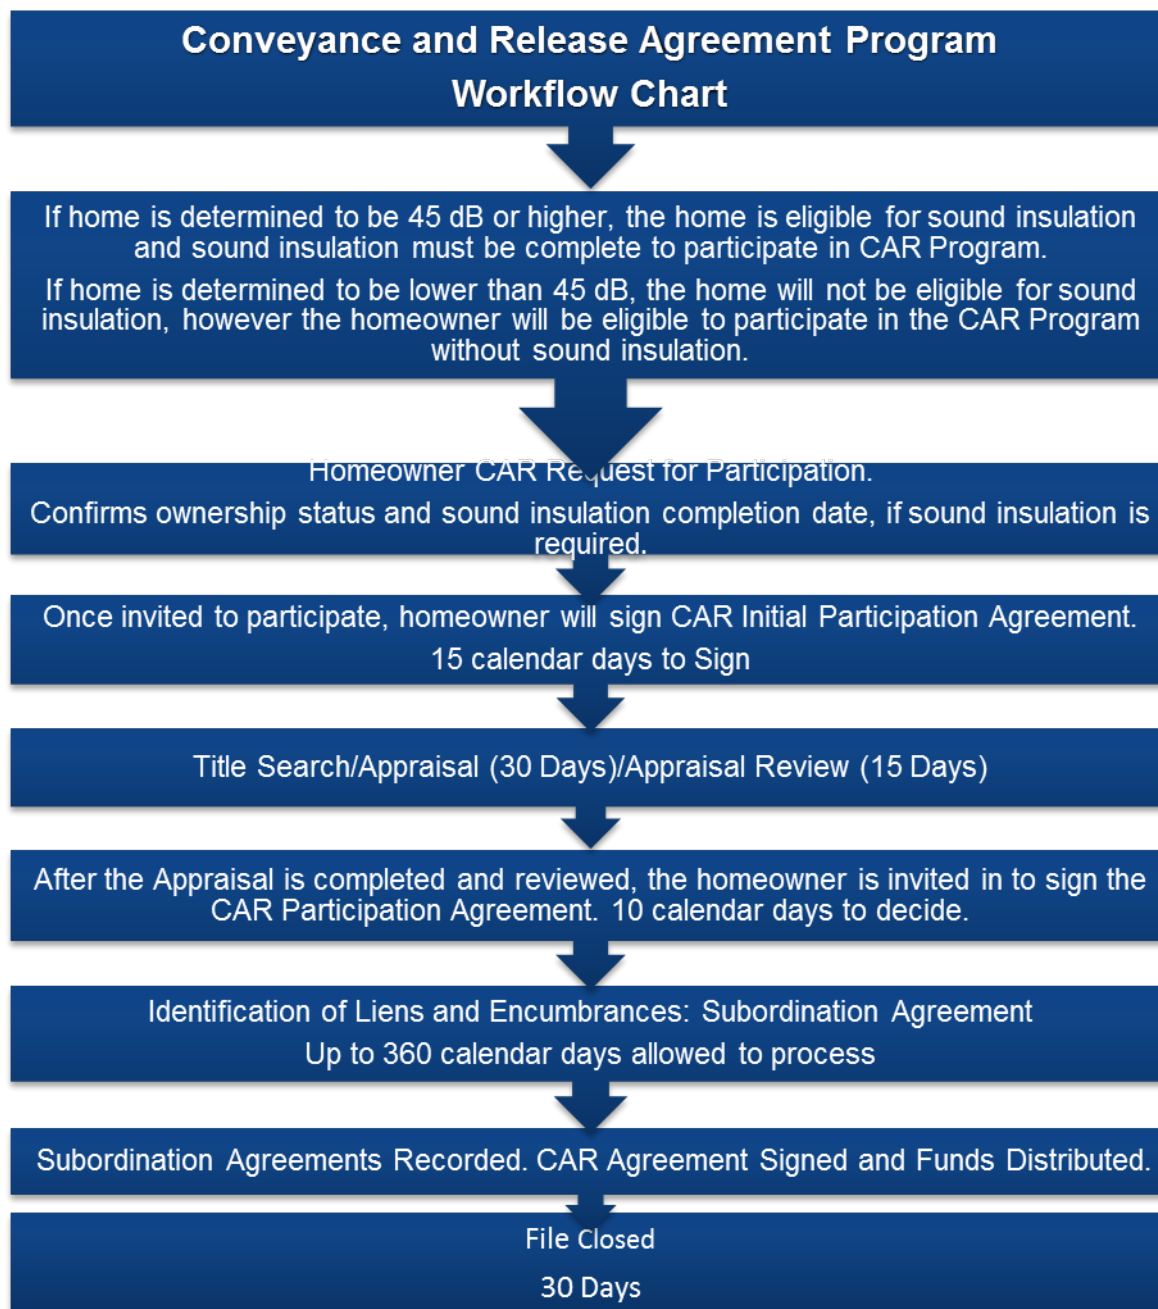 Conveyance and Release Agreement Program
Workflow Chart
If home is determined to be 45 dB or higher, the home is eligible for sound insulation
and sound insulation must be complete to participate in CAR Program.
If home is determined to be lower than 45 dB, the home will not be eligible for sound
insulation, however the homeowner will be eligible to participate in the CAR Program
without sound insulation.
Homeowner CAR Request for Participation.
Confirms ownership status and sound insulation completion date, if sound insulation is
required.
Once invited to participate, homeowner will sign CAR Initial Participation Agreement.
15 calendar days to Sign
Title Search/Appraisal (30 Days)/Appraisal Review (15 Days)
After the Appraisal is completed and reviewed, the homeowner is invited in to sign the
CAR Participation Agreement. 10 calendar days to decide.
Identification of Liens and Encumbrances: Subordination Agreement
Up to 360 calendar days allowed to process
Subordination Agreements Recorded. CAR Agreement Signed and Funds Distributed.
File Closed
30 Days